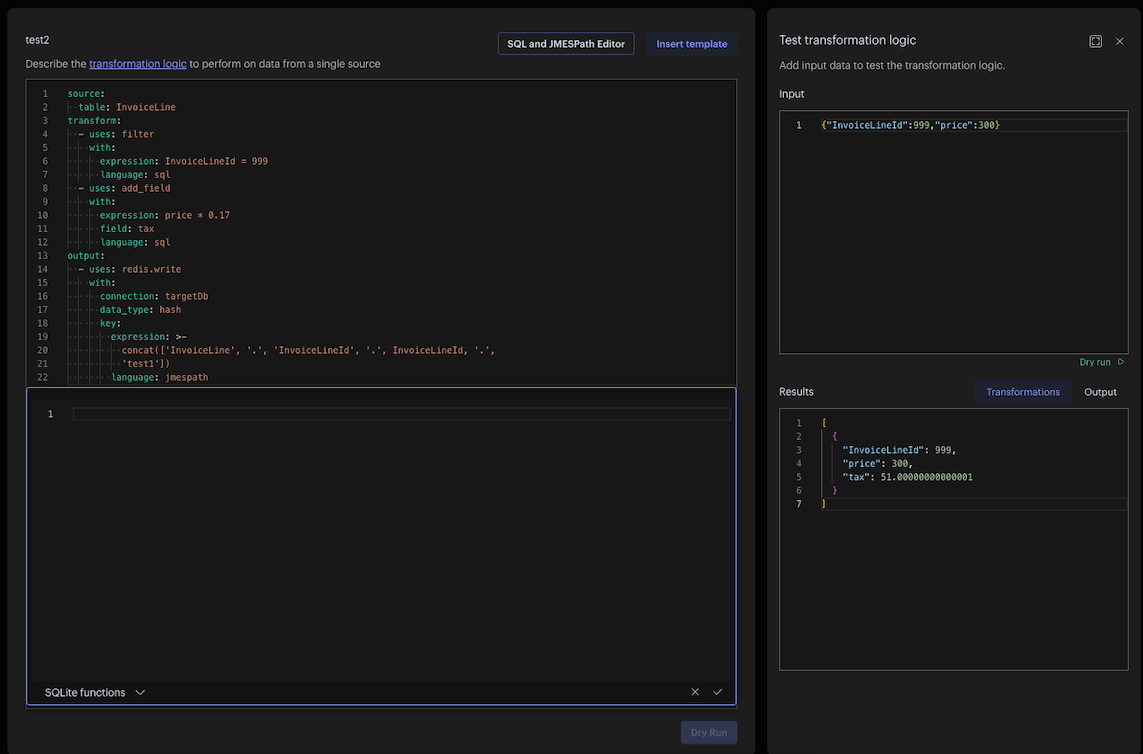 test2
SQL and JMESPath Editor
Insert template
Describe the transformation logic to perform on data from a single source
1 source:
2 table: InvoiceLine
3 transform:
4 - uses: filter
5 with:
6 expression: InvoiceLineId = 999
7 language: sql
8 - uses: add_field
9 with:
10 expression: price * 0.17
11 field: tax
12 language: sql
13 output:
14 - uses: redis.write
15 with:
16 connection: targetDb
17 data_type: hash
18 key:
19 expression: >-
20 concat(['InvoiceLine', '.', 'InvoiceLineId', '.', InvoiceLineId, '.',
21 'test1'])
22 language: jmespath
1
SQLite functions
Dry Run
Test transformation logic
Add input data to test the transformation logic.
Input
1 {"InvoiceLineId":999,"price":300}
Dry run
Results
Transformations
Output
1 [
2 {
3 "InvoiceLineId": 999,
4 "price": 300,
5 "tax": 51.00000000000001
6 }
7 ]